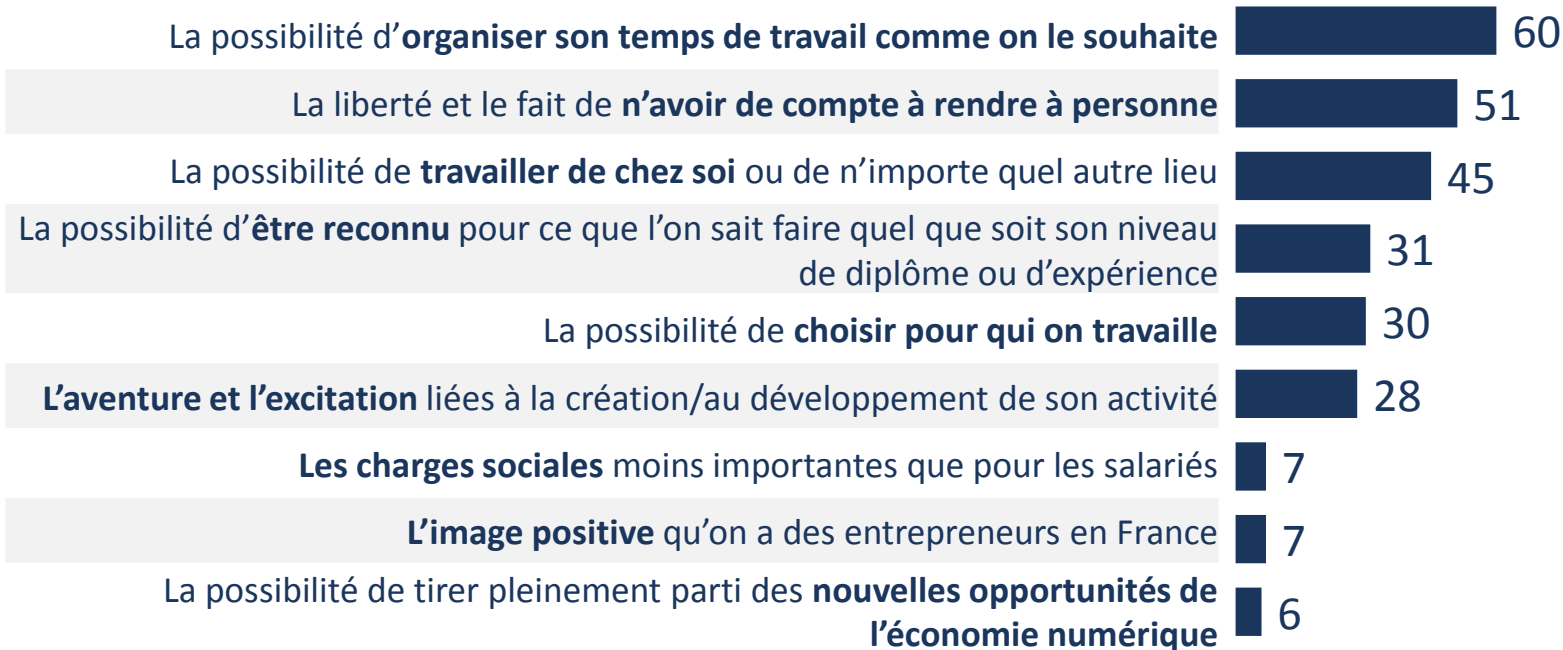 La possibilité d’organiser son temps de travail comme on le souhaite 60
La liberté et le fait de n’avoir de compte à rendre à personne 51
La possibilité de travailler de chez soi ou de n’importe quel autre lieu 45
La possibilité d’être reconnu pour ce que l’on sait faire quel que soit son niveau
de diplôme ou d’expérience 31
La possibilité de choisir pour qui on travaille 30
L’aventure et l’excitation liées à la création/au développement de son activité 28
Les charges sociales moins importantes que pour les salariés 7
L’image positive qu’on a des entrepreneurs en France 7
La possibilité de tirer pleinement parti des nouvelles opportunités de
l’économie numérique 6